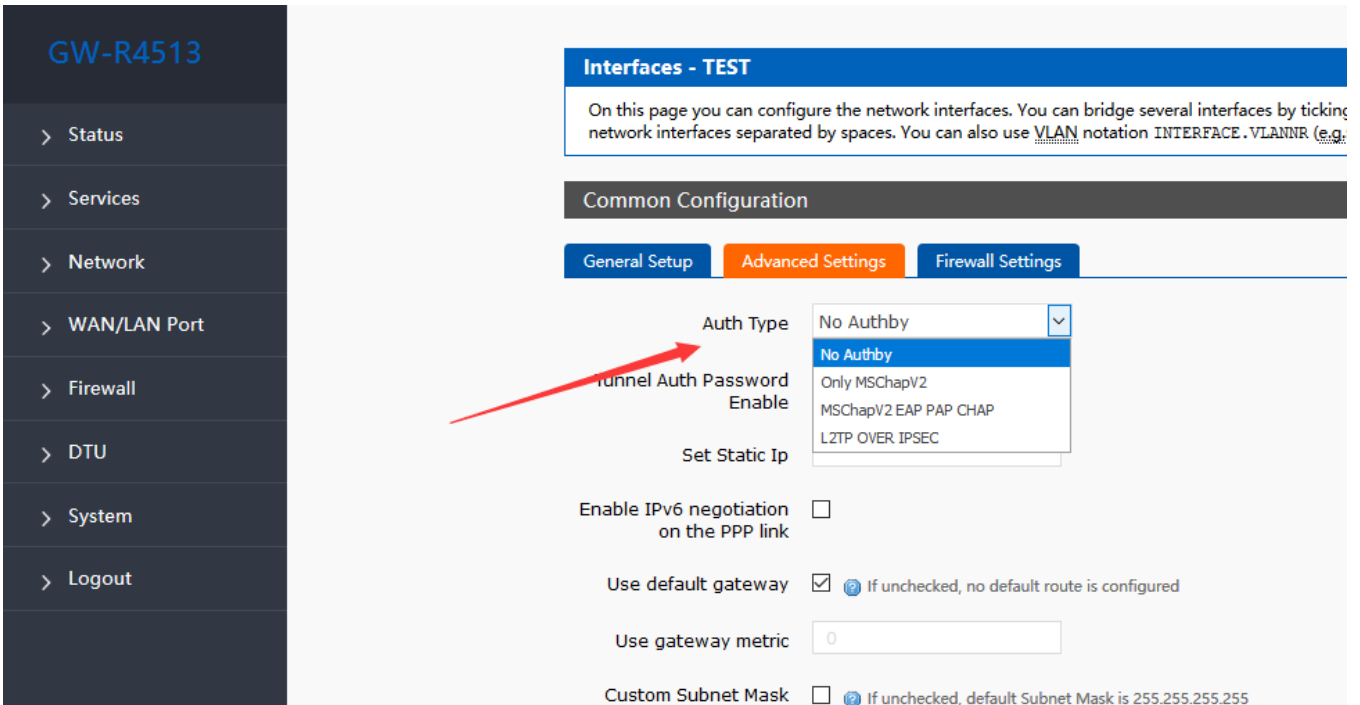 GW-R4513
Status
Services
Network
WAN/LAN Port
Firewall
DTU
System
Logout
Interfaces - TEST
On this page you can configure the network interfaces. You can bridge several interfaces by ticking
network interfaces separated by spaces. You can also use VLAN notation INTERFACE.VLANNR (e.g.:
Common Configuration
General Setup Advanced Settings Firewall Settings
Auth Type No Authby
No Authby
Only MSChapV2
MSChapV2 EAP PAP CHAP
L2TP OVER IPSEC
Tunnel Auth Password
Enable
Set Static Ip
Enable IPv6 negotiation
on the PPP link
Use default gateway If unchecked, no default route is configured
Use gateway metric 0
Custom Subnet Mask If unchecked, default Subnet Mask is 255.255.255.255